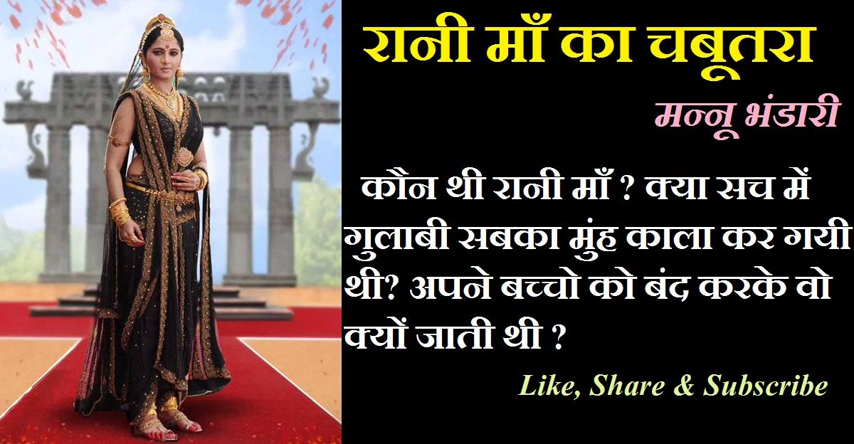 रानी माँ का चबूतरा
मन्नू भंडारी
कौन थी रानी माँ ? क्या सच में
गुलाबी सबका मुंह काला कर गयी
थी? अपने बच्चो को बंद करके वो
क्यों जाती थी ?
Like, Share & Subscribe